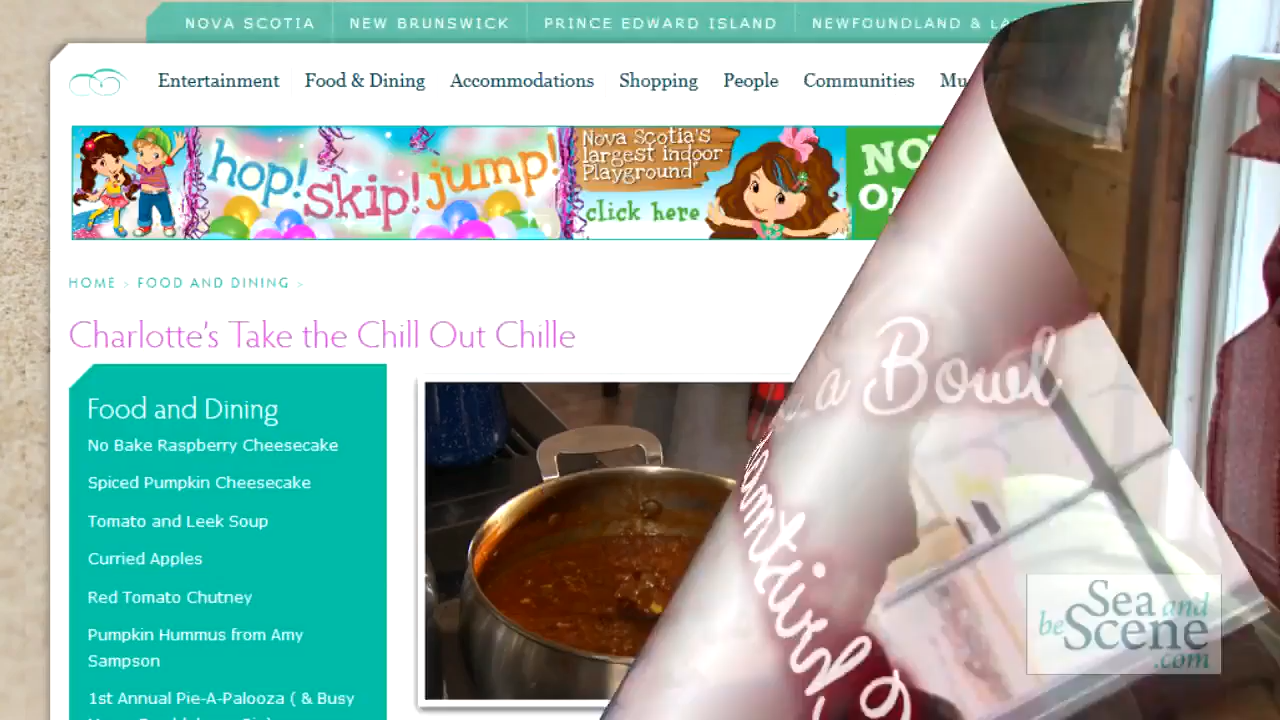 NOVA SCOTIA NEW BRUNSWICK PRINCE EDWARD ISLAND NEWFOUNDLAND &
Entertainment Food & Dining Accommodations Shopping People Communities
hop! skip! jump!
Nova Scotia's
largest indoor
Playground
click here
HOME > FOOD AND DINING >
Charlotte's Take the Chill Out Chille
Food and Dining
No Bake Raspberry Cheesecake
Spiced Pumpkin Cheesecake
Tomato and Leek Soup
Curried Apples
Red Tomato Chutney
Pumpkin Hummus from Amy
Sampson
1st Annual Pie-A-Palooza ( & Busy
a Bowl
Sea and
be Scene
.com